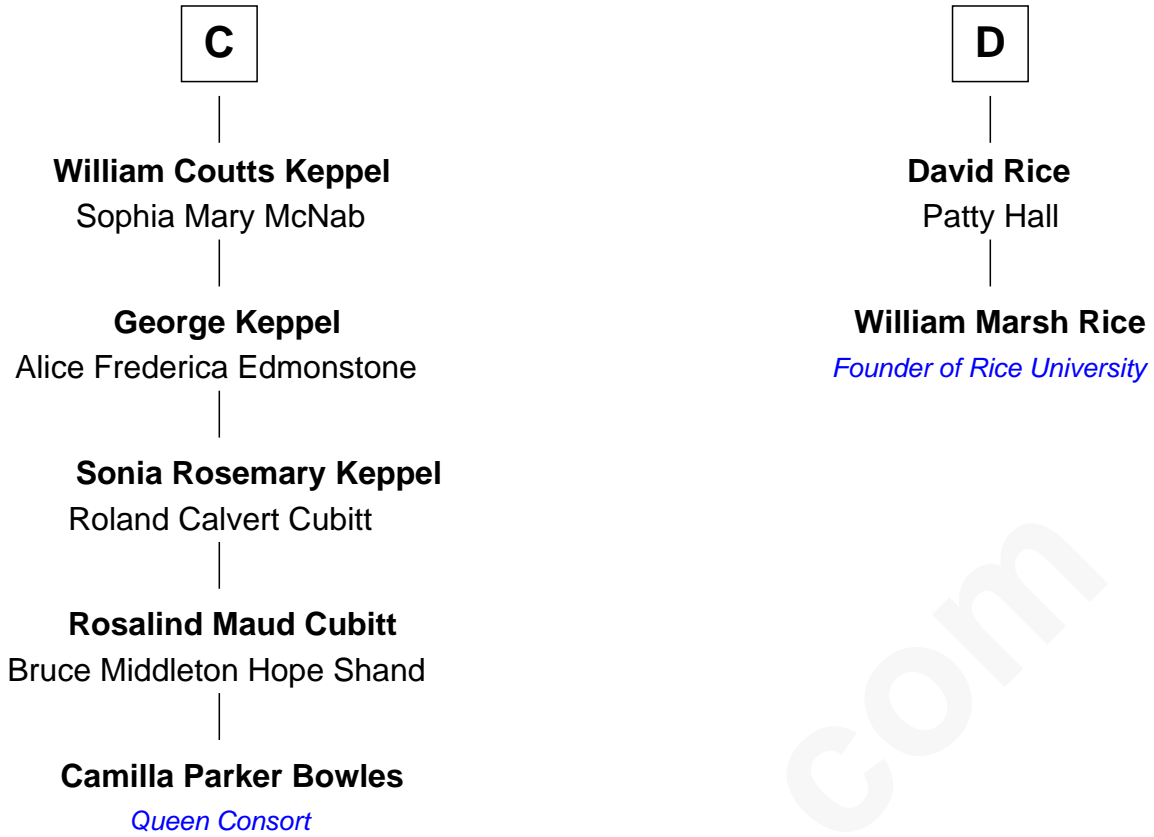 C
William Coutts Keppel
Sophia Mary McNab
George Keppel
Alice Frederica Edmonstone
Sonia Rosemary Keppel
Roland Calvert Cubitt
Rosalind Maud Cubitt
Bruce Middleton Hope Shand
Camilla Parker Bowles
Queen Consort
D
David Rice
Patty Hall
William Marsh Rice
Founder of Rice University
com